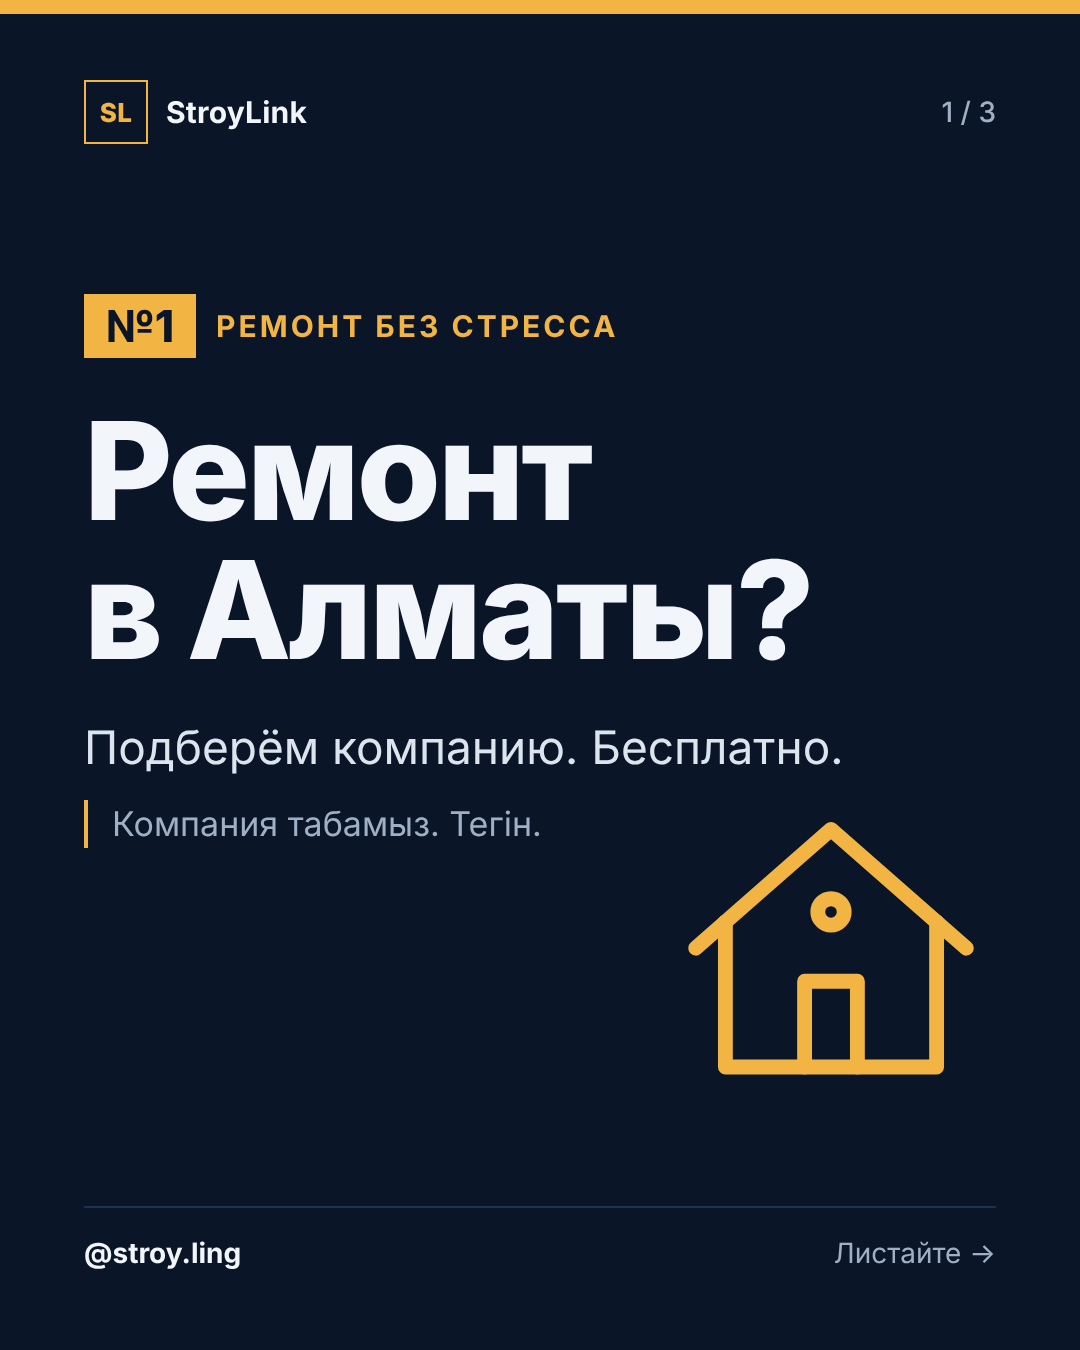 SL StroyLink 1 / 3
№1 РЕМОНТ БЕЗ СТРЕССА
Ремонт
в Алматы?
Подберём компанию. Бесплатно.
Компания табамыз. Тегін.
@stroy.ling Листайте →